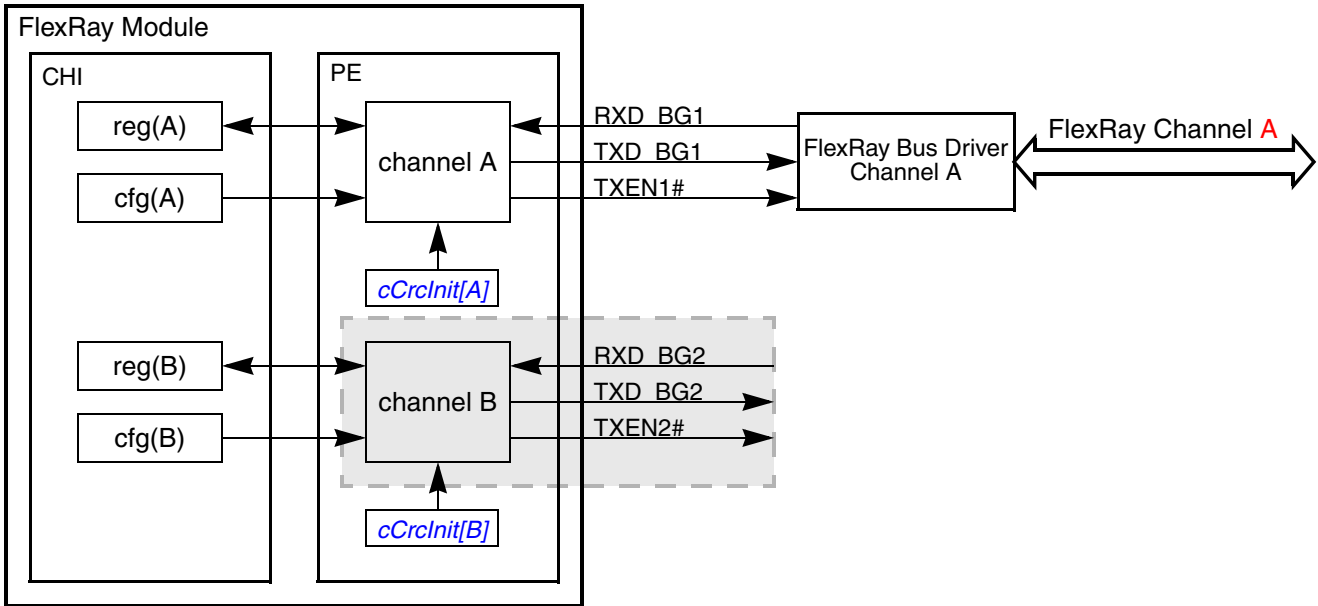 FlexRay Module
CHI
PE
reg(A)
cfg(A)
channel A
RXD_BG1
TXD_BG1
TXEN1#
FlexRay Bus Driver
Channel A
FlexRay Channel A
cCrcInit[A]
reg(B)
cfg(B)
channel B
RXD_BG2
TXD_BG2
TXEN2#
cCrcInit[B]